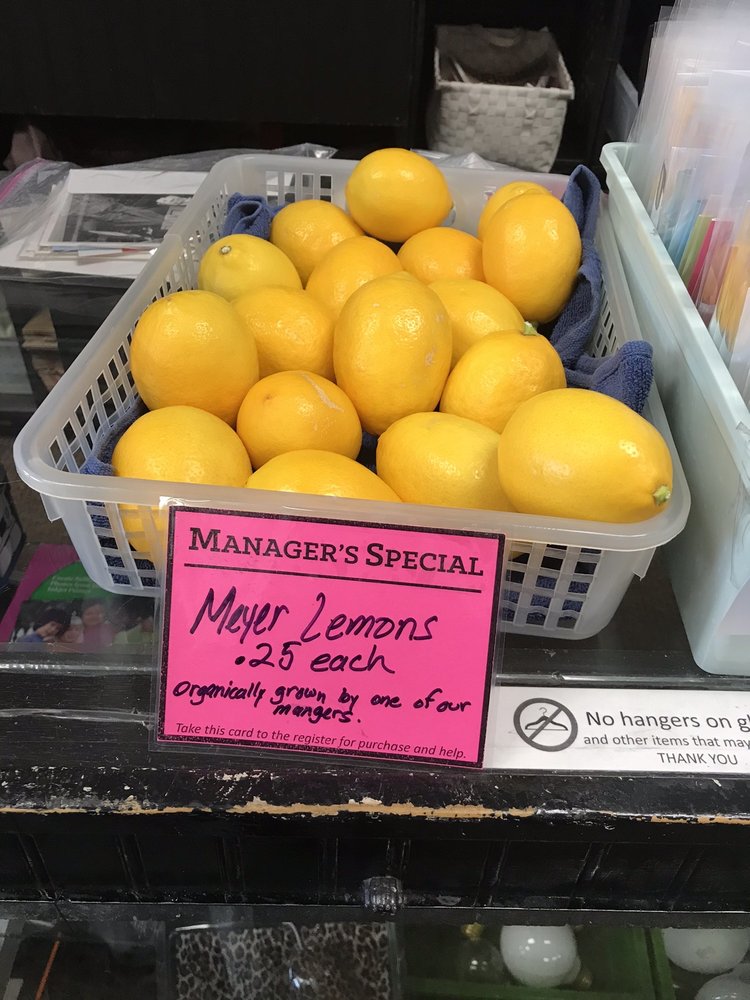 MANAGER'S SPECIAL
Meyer Lemons
.25 each
Organically grown by one of our
mangers.
Take this card to the register for purchase and help.
No hangers on
and other items that may
THANK YOU